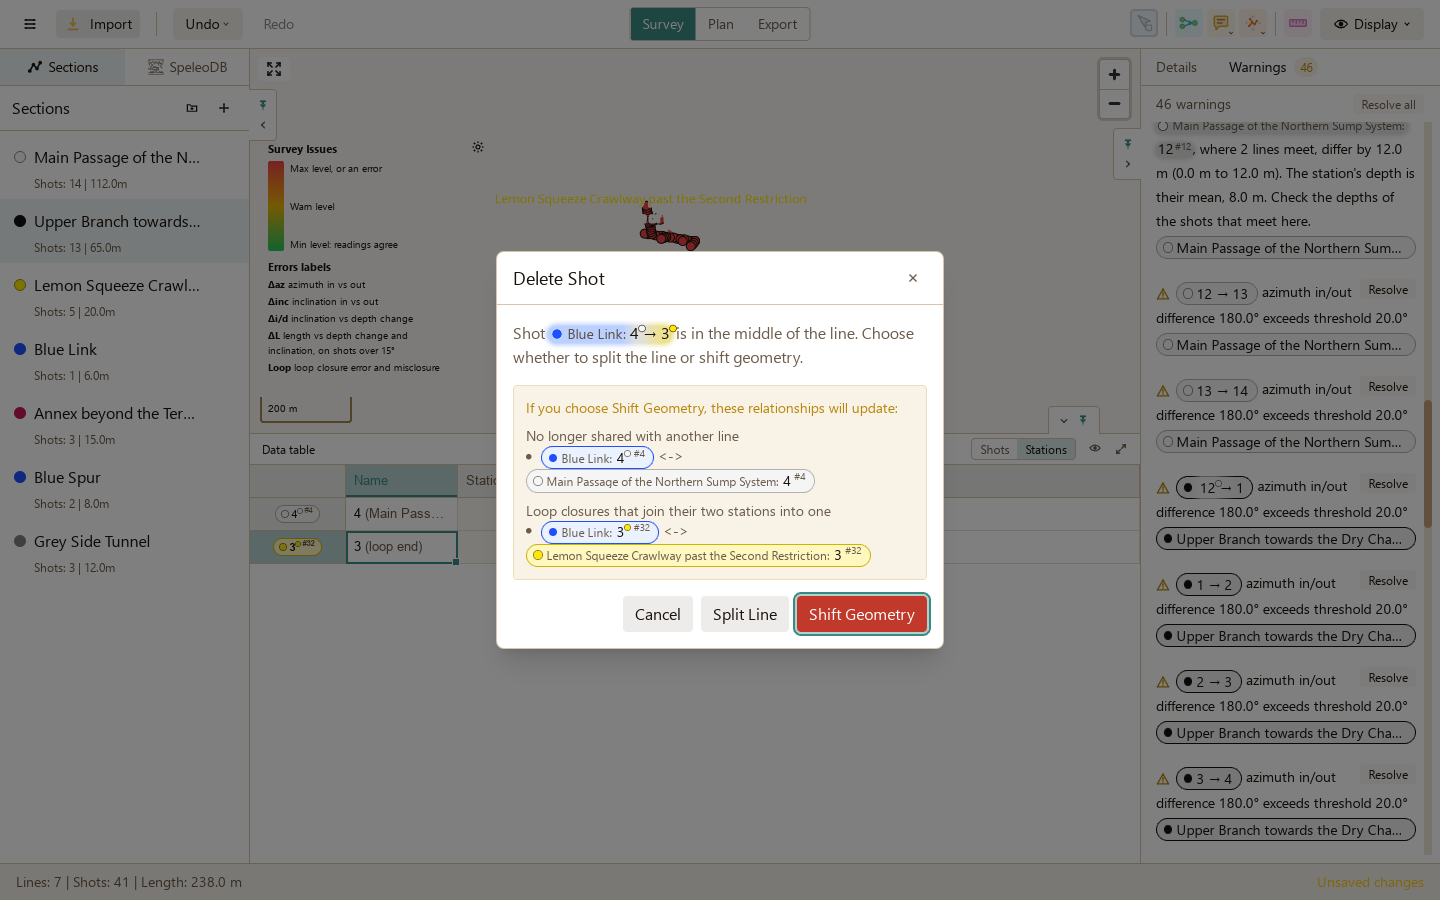 Import
Undo
Redo
Survey
Plan
Export
Display
Sections
SpeleoDB
Sections
Main Passage of the N...
Shots: 14 | 112.0m
Upper Branch towards...
Shots: 13 | 65.0m
Lemon Squeeze Crawl...
Shots: 5 | 20.0m
Blue Link
Shots: 1 | 6.0m
Annex beyond the Ter...
Shots: 3 | 15.0m
Blue Spur
Shots: 2 | 8.0m
Grey Side Tunnel
Shots: 3 | 12.0m
Survey Issues
Max level, or an error
Warn level
Min level: readings agree
Errors labels
Δaz azimuth in vs out
Δinc inclination in vs out
Δi/d inclination vs depth change
ΔL length vs depth change and
inclination, on shots over 15°
Loop loop closure error and misclosure
200 m
Lemon Squeeze Crawlway past the Second Restriction
Data table
Shots
Stations
Name
4 #4
4 (Main Pass...
3 #32
3 (loop end)
Delete Shot
Shot Blue Link: 4 → 3 is in the middle of the line. Choose
whether to split the line or shift geometry.
If you choose Shift Geometry, these relationships will update:
No longer shared with another line
• Blue Link: 4 #4 <->
Main Passage of the Northern Sump System: 4 #4
Loop closures that join their two stations into one
• Blue Link: 3 #32 <->
Lemon Squeeze Crawlway past the Second Restriction: 3 #32
Cancel
Split Line
Shift Geometry
Details
Warnings 46
46 warnings
Resolve all
Main Passage of the Northern Sump System:
12 #12, where 2 lines meet, differ by 12.0
m (0.0 m to 12.0 m). The station's depth is
their mean, 8.0 m. Check the depths of
the shots that meet here.
Main Passage of the Northern Sum...
12 → 13 azimuth in/out
Resolve
difference 180.0° exceeds threshold 20.0°
Main Passage of the Northern Sum...
13 → 14 azimuth in/out
Resolve
difference 180.0° exceeds threshold 20.0°
Main Passage of the Northern Sum...
12 → 1 azimuth in/out
Resolve
difference 180.0° exceeds threshold 20.0°
Upper Branch towards the Dry Cha...
1 → 2 azimuth in/out
Resolve
difference 180.0° exceeds threshold 20.0°
Upper Branch towards the Dry Cha...
2 → 3 azimuth in/out
Resolve
difference 180.0° exceeds threshold 20.0°
Upper Branch towards the Dry Cha...
3 → 4 azimuth in/out
Resolve
difference 180.0° exceeds threshold 20.0°
Upper Branch towards the Dry Cha...
Lines: 7 | Shots: 41 | Length: 238.0 m
Unsaved changes